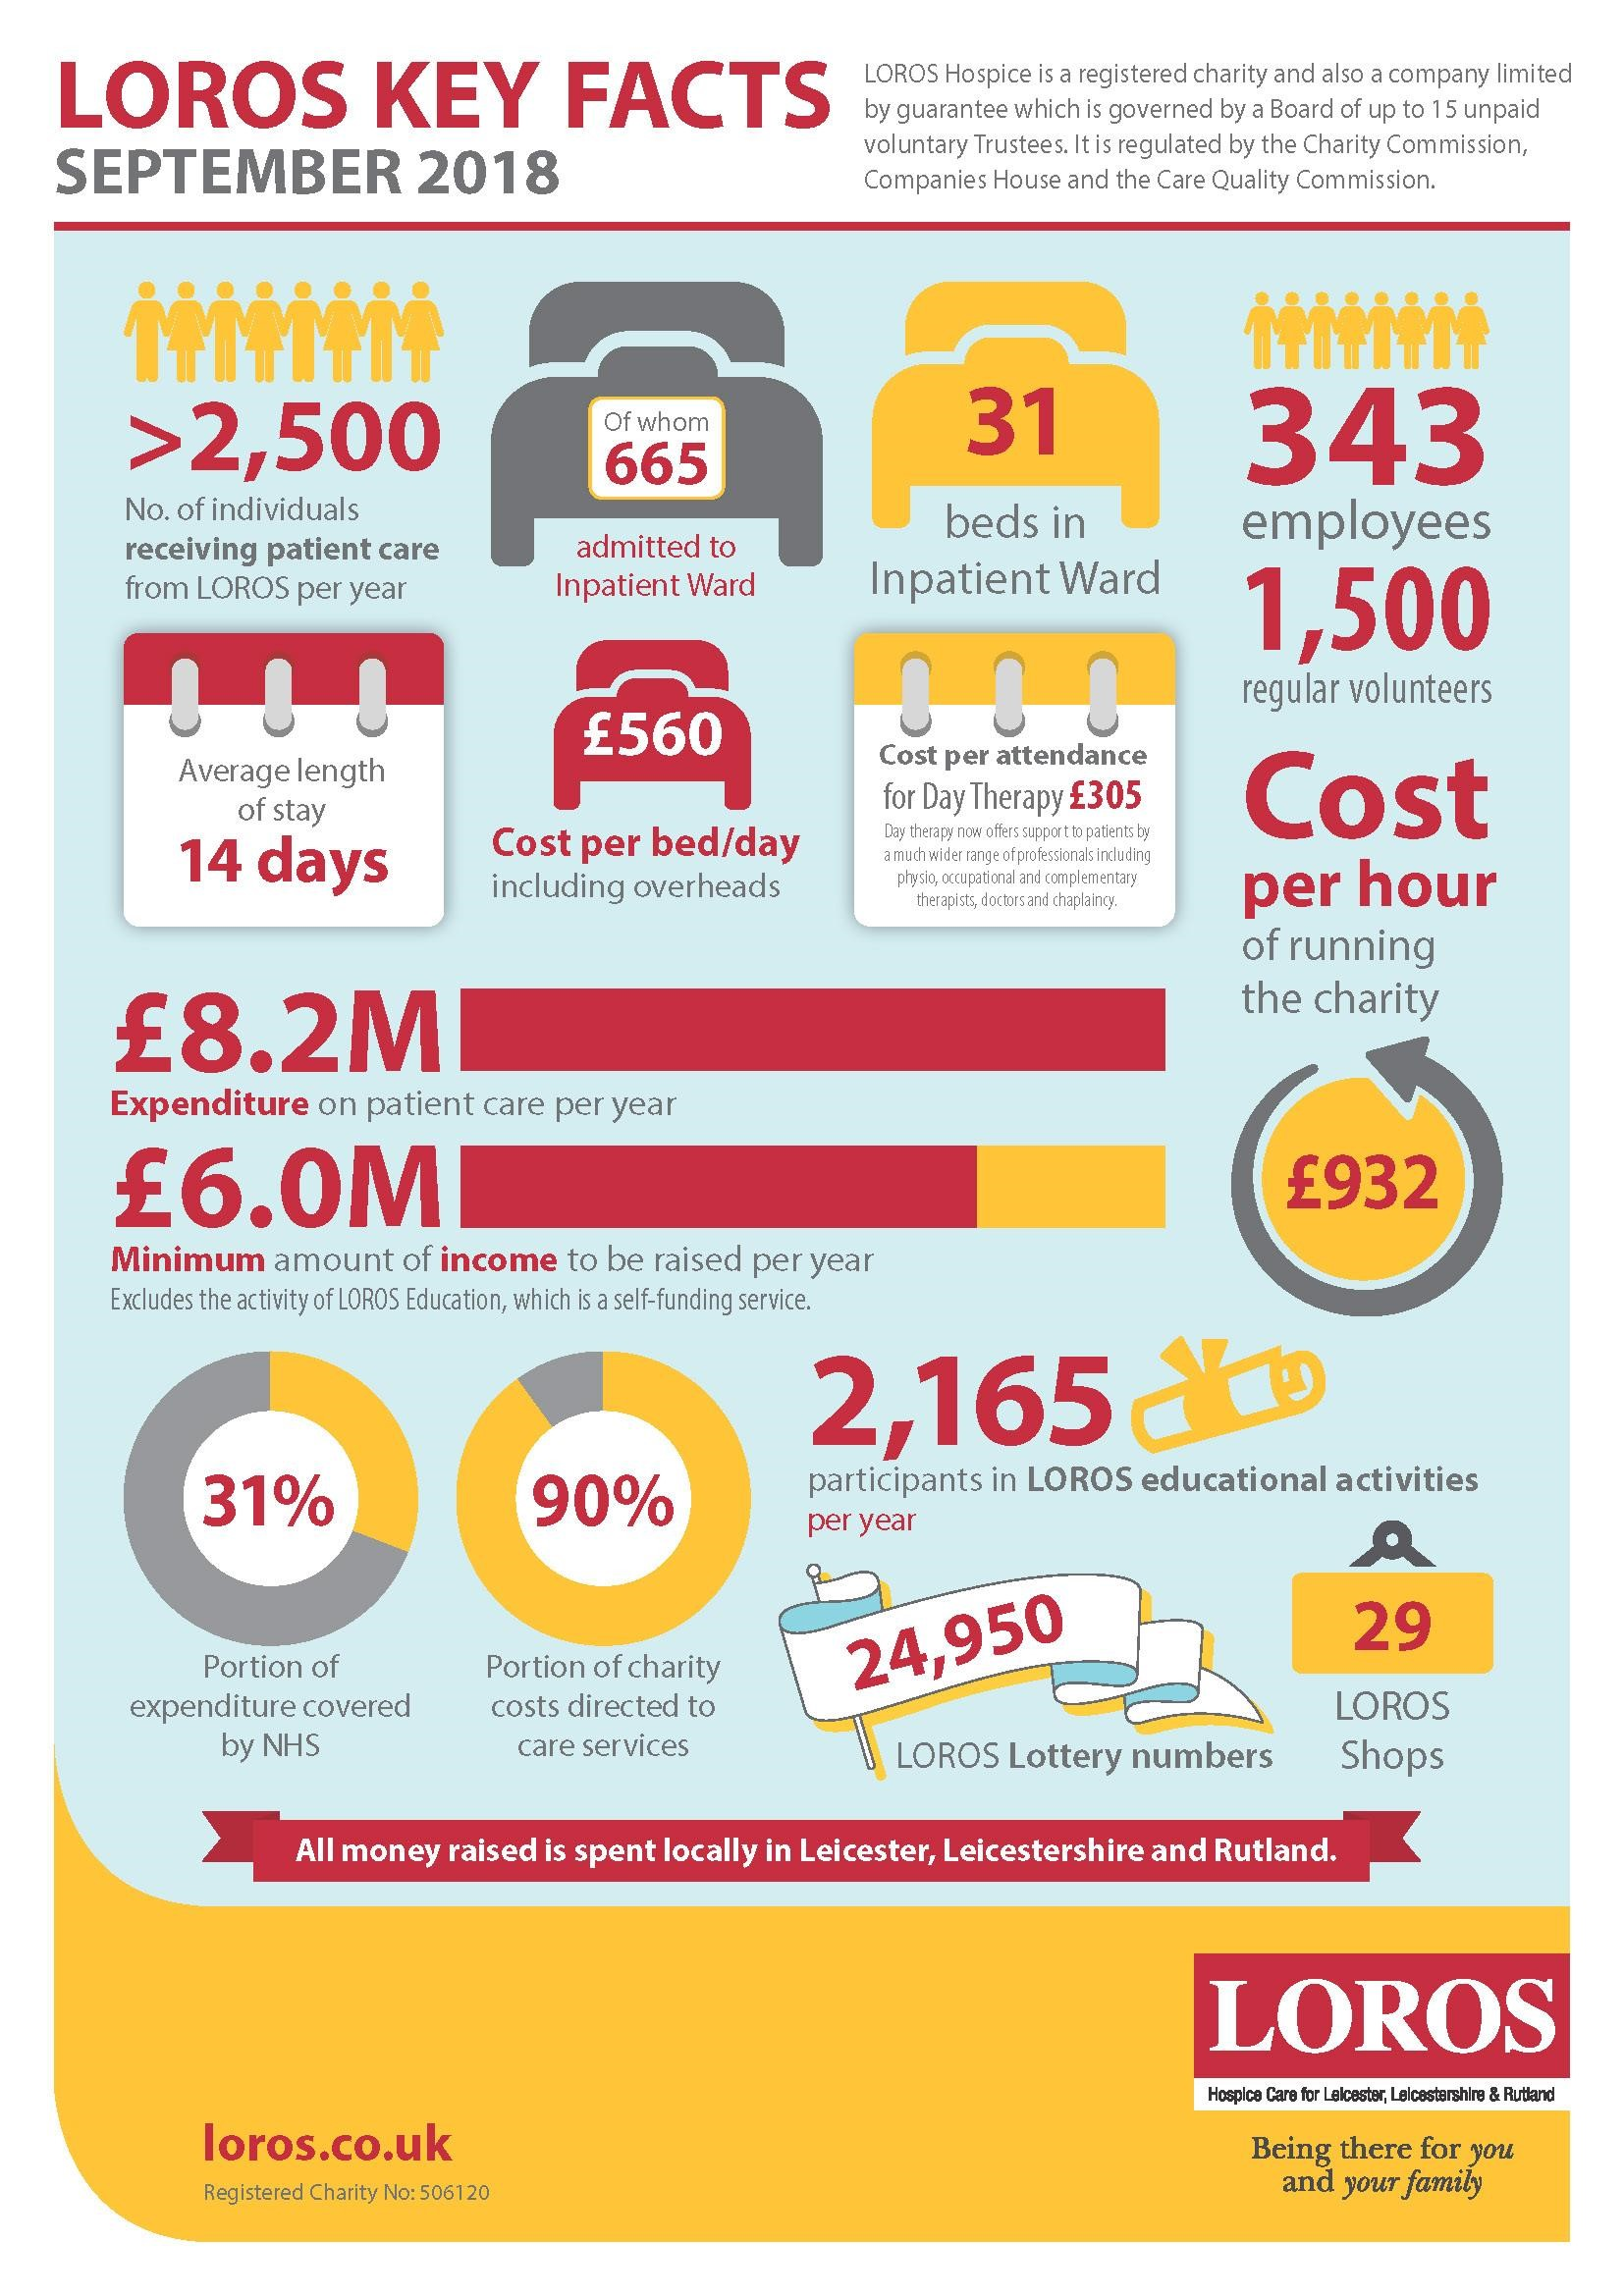 LOROS KEY FACTS
SEPTEMBER 2018
LOROS Hospice is a registered charity and also a company limited
by guarantee which is governed by a Board of up to 15 unpaid
voluntary Trustees. It is regulated by the Charity Commission,
Companies House and the Care Quality Commission.
>2,500
No. of individuals
receiving patient care
from LOROS per year
Of whom
665
admitted to
Inpatient Ward
31
beds in
Inpatient Ward
343
employees
1,500
regular volunteers
Average length
of stay
14 days
£560
Cost per bed/day
including overheads
Cost per attendance
for Day Therapy £305
Day therapy now offers support to patients by
a much wider range of professionals including
physio, occupational and complementary
therapists, doctors and chaplaincy.
Cost
per hour
of running
the charity
£932
£8.2M
Expenditure on patient care per year
£6.0M
Minimum amount of income to be raised per year
Excludes the activity of LOROS Education, which is a self-funding service.
31%
Portion of
expenditure covered
by NHS
90%
Portion of charity
costs directed to
care services
2,165
participants in LOROS educational activities
per year
24,950
LOROS Lottery numbers
29
LOROS
Shops
All money raised is spent locally in Leicester, Leicestershire and Rutland.
LOROS
Hospice Care for Leicester, Leicestershire & Rutland
Being there for you
and your family
loros.co.uk
Registered Charity No: 506120